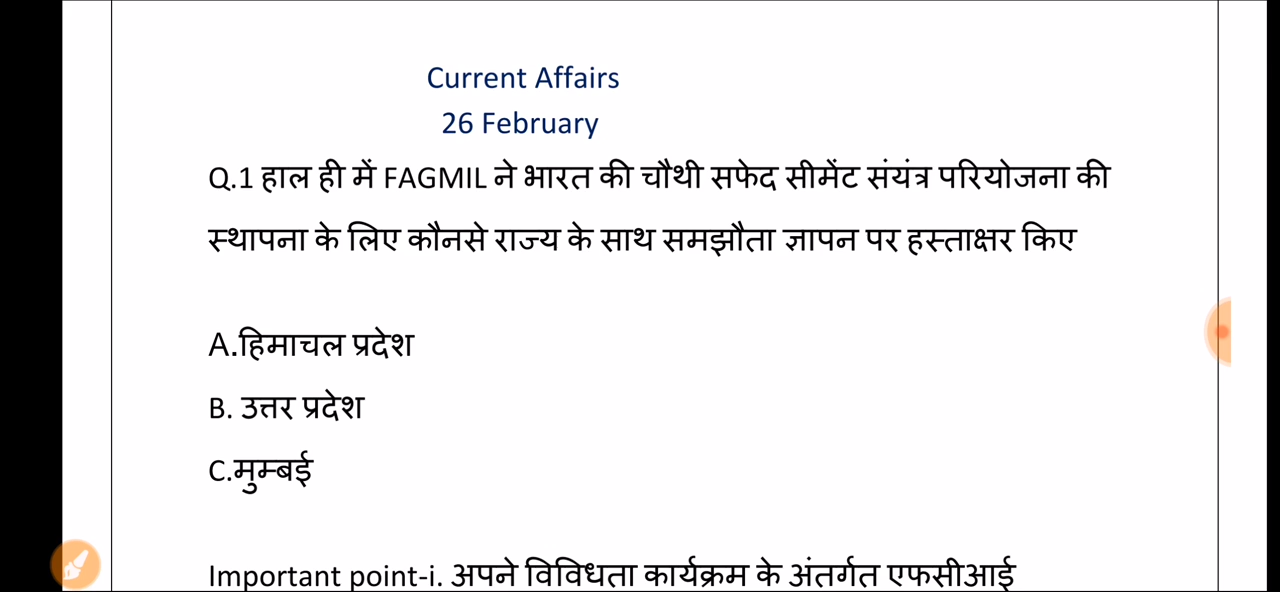 Current Affairs
26 February
Q.1 हाल ही में FAGMIL ने भारत की चौथी सफेद सीमेंट संयंत्र परियोजना की
स्थापना के लिए कौनसे राज्य के साथ समझौता ज्ञापन पर हस्ताक्षर किए
A.हिमाचल प्रदेश
B. उत्तर प्रदेश
C.मुम्बई
Important point-i. अपने विविधता कार्यक्रम के अंतर्गत एफसीआई